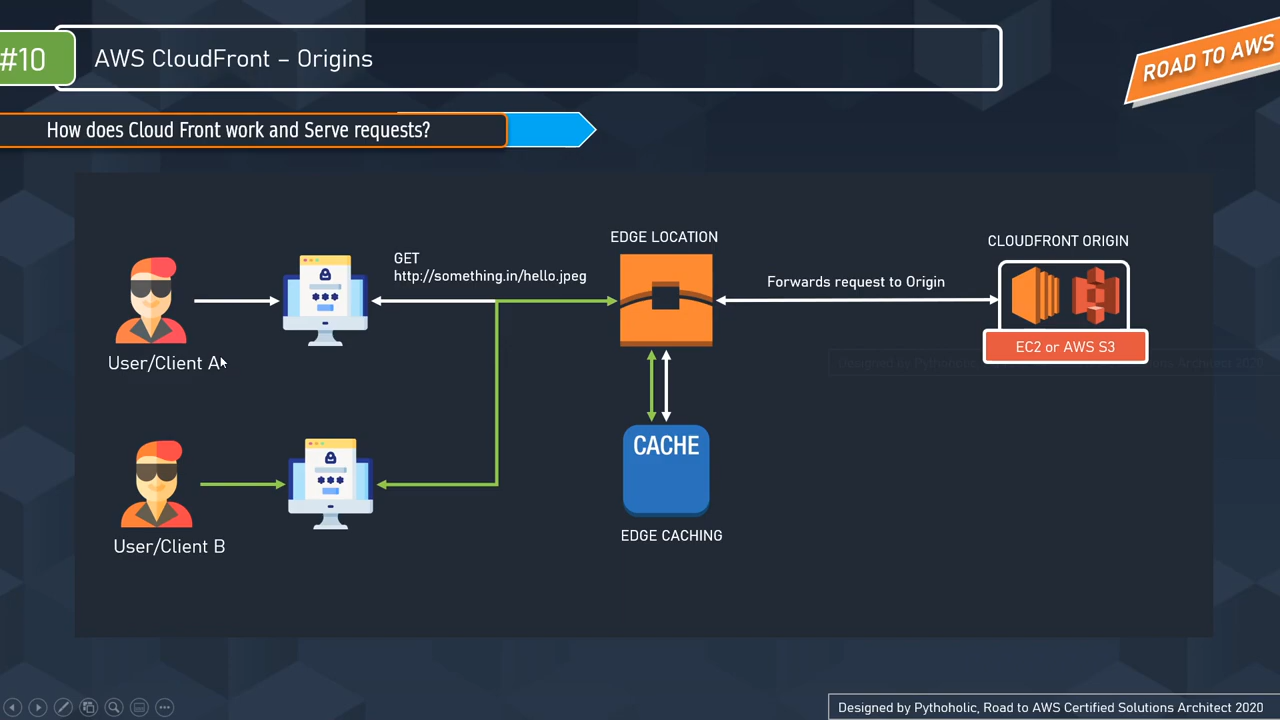 #10
AWS CloudFront – Origins
ROAD TO AWS
How does Cloud Front work and Serve requests?
EDGE LOCATION
CLOUDFRONT ORIGIN
GET
http://something.in/hello.jpeg
Forwards request to Origin
EC2 or AWS S3
User/Client A
CACHE
EDGE CACHING
User/Client B
Designed by Pythoholic, Road to AWS Certified Solutions Architect 2020